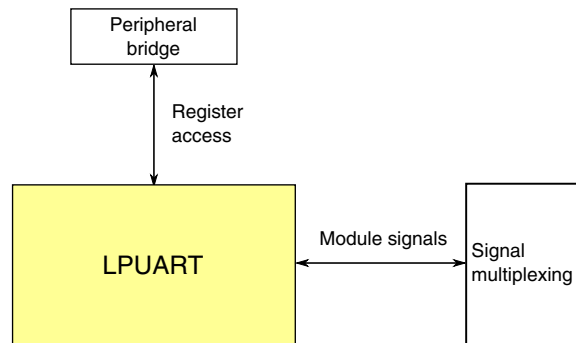 Peripheral
bridge
Register
access
LPUART
Module signals
Signal
multiplexing